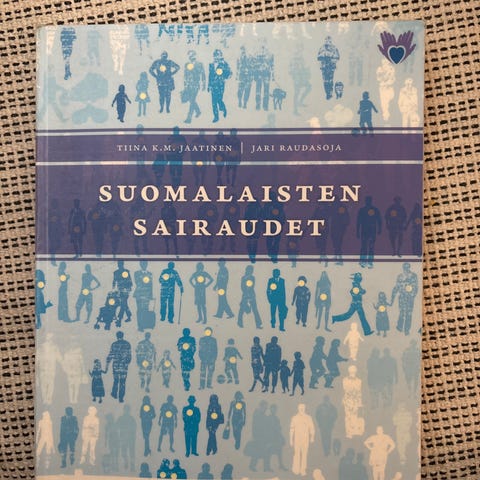 TIINA K.M. JAATINEN | JARI RAUDASOJA
SUOMALAISTEN
SAIRAUDET